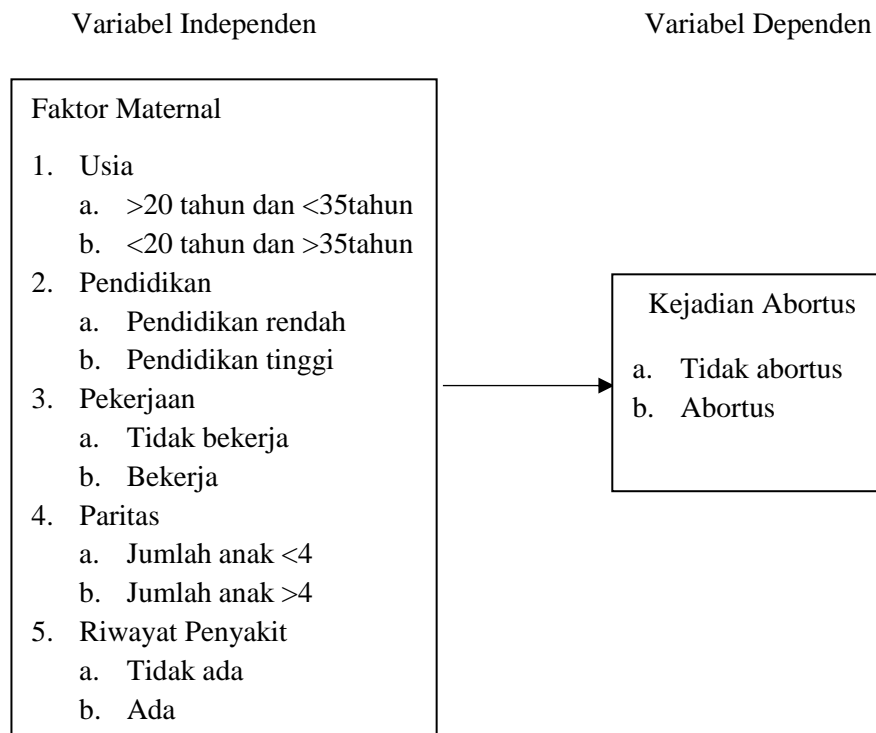 Variabel Independen
Variabel Dependen
Faktor Maternal
1. Usia
a. >20 tahun dan <35tahun
b. <20 tahun dan >35tahun
2. Pendidikan
a. Pendidikan rendah
b. Pendidikan tinggi
3. Pekerjaan
a. Tidak bekerja
b. Bekerja
4. Paritas
a. Jumlah anak <4
b. Jumlah anak >4
5. Riwayat Penyakit
a. Tidak ada
b. Ada
Kejadian Abortus
a. Tidak abortus
b. Abortus